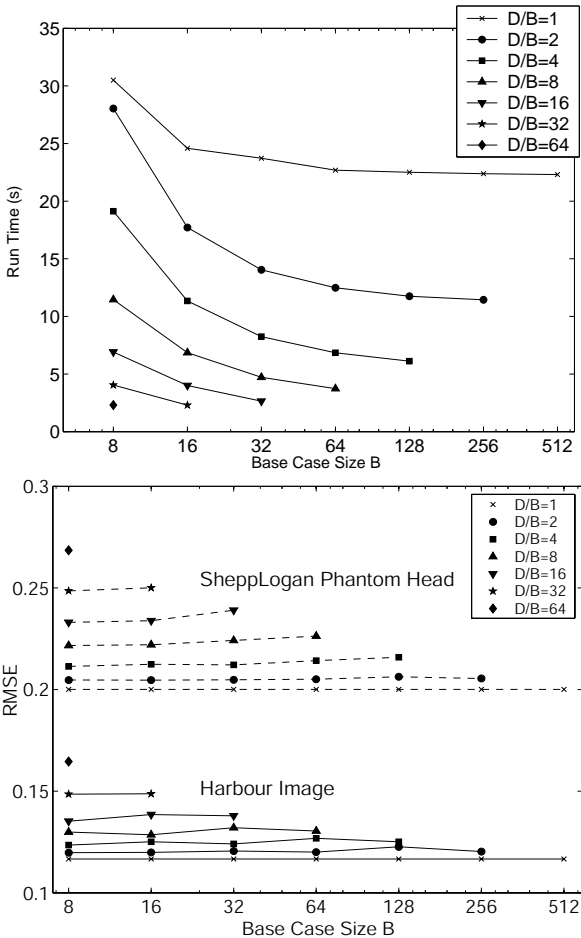 D/B=1
D/B=2
D/B=4
D/B=8
D/B=16
D/B=32
D/B=64
35
30
25
20
15
10
5
0
Run Time (s)
8 16 32 64 128 256 512
Base Case Size B
0.3
0.25
0.2
0.15
0.1
RMSE
D/B=1
D/B=2
D/B=4
D/B=8
D/B=16
D/B=32
D/B=64
SheppLogan Phantom Head
Harbour Image
8 16 32 64 128 256 512
Base Case Size B